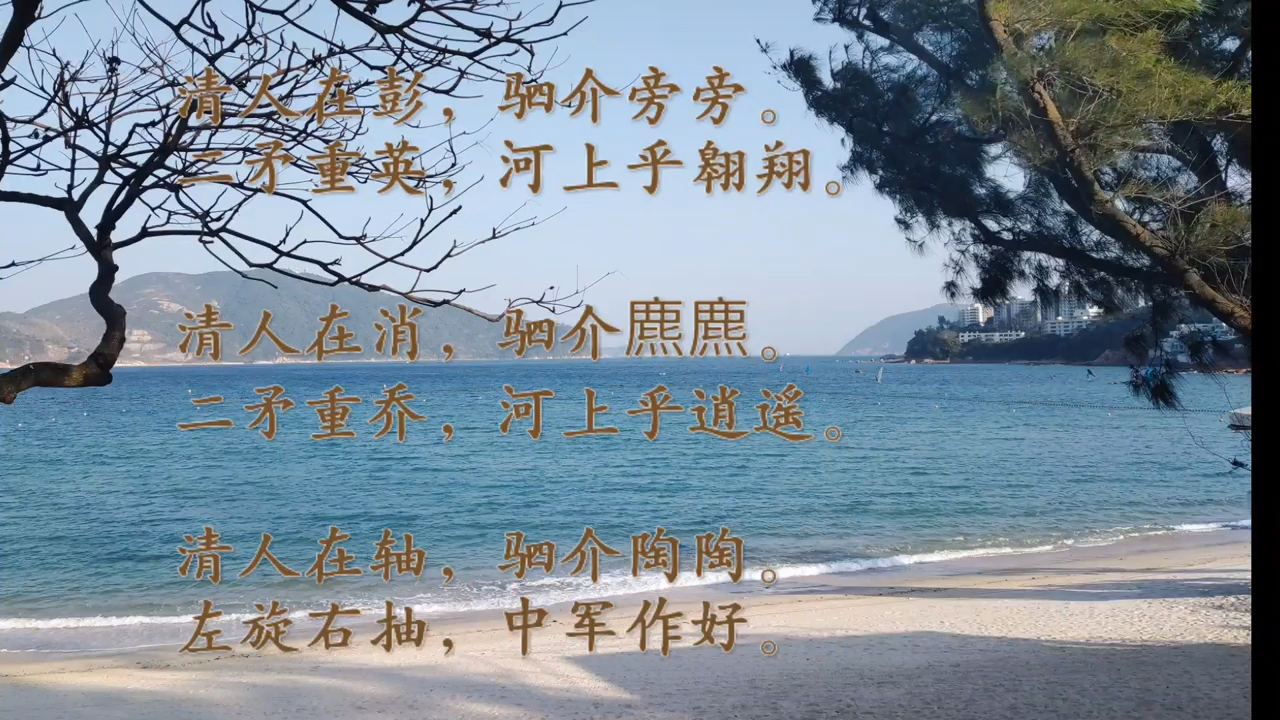 清人在彭，驷介旁旁。
二矛重英，河上乎翱翔。
清人在消，驷介麃麃。
二矛重乔，河上乎逍遥。
清人在轴，驷介陶陶。
左旋右抽，中军作好。